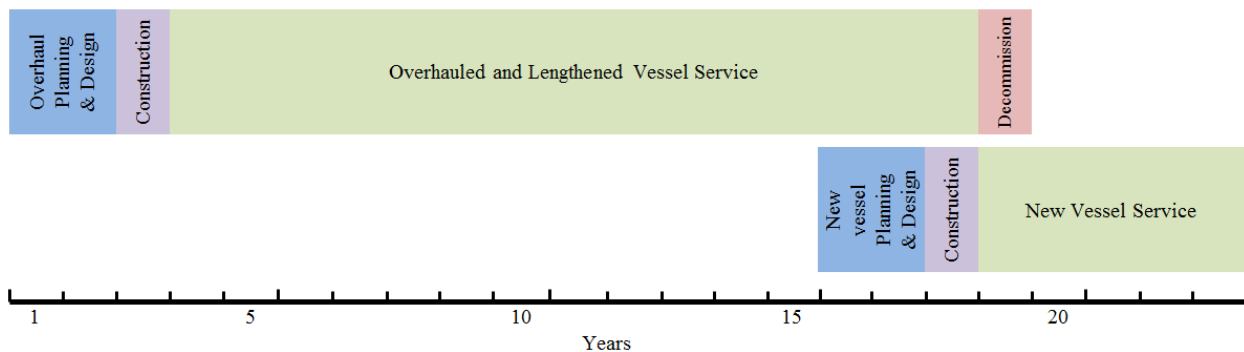 Overhaul
Planning
& Design
Construction
Overhauled and Lengthened Vessel Service
Decommission
New
vessel
Planning
& Design
Construction
New Vessel Service
1 5 10 15 20
Years